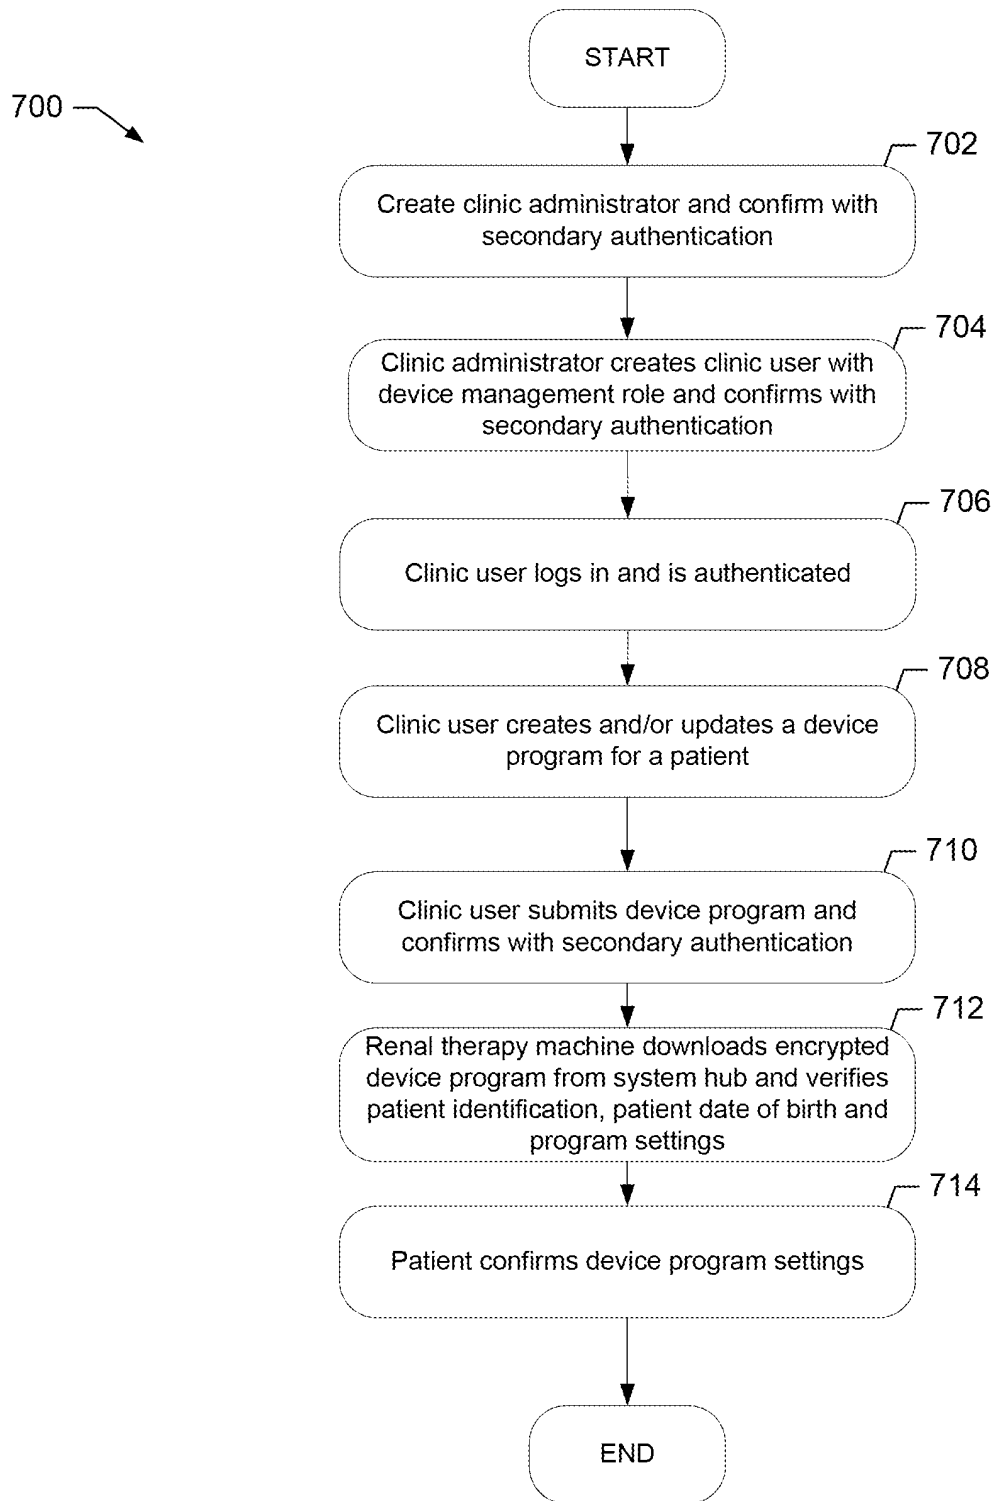 START
700
702
Create clinic administrator and confirm with
secondary authentication
704
Clinic administrator creates clinic user with
device management role and confirms with
secondary authentication
706
Clinic user logs in and is authenticated
708
Clinic user creates and/or updates a device
program for a patient
710
Clinic user submits device program and
confirms with secondary authentication
712
Renal therapy machine downloads encrypted
device program from system hub and verifies
patient identification, patient date of birth and
program settings
714
Patient confirms device program settings
END